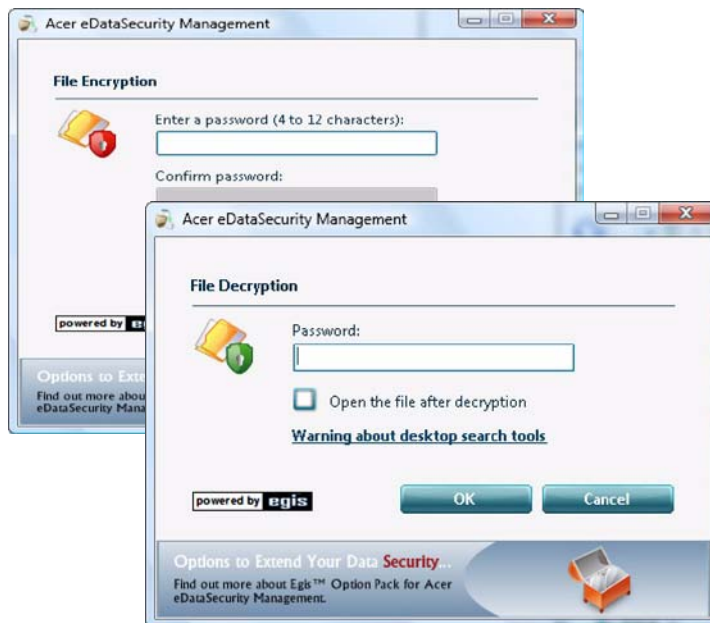 Acer eDataSecurity Management
File Encryption
Enter a password (4 to 12 characters):
Confirm password:
powered by
Options to
Find out more
eDataSecurity
Acer eDataSecurity Management
File Decryption
Password:
Open the file after decryption
Warning about desktop search tools
powered by egis
OK
Cancel
Options to Extend Your Data Security...
Find out more about Egis™ Option Pack for Acer
eDataSecurity Management.